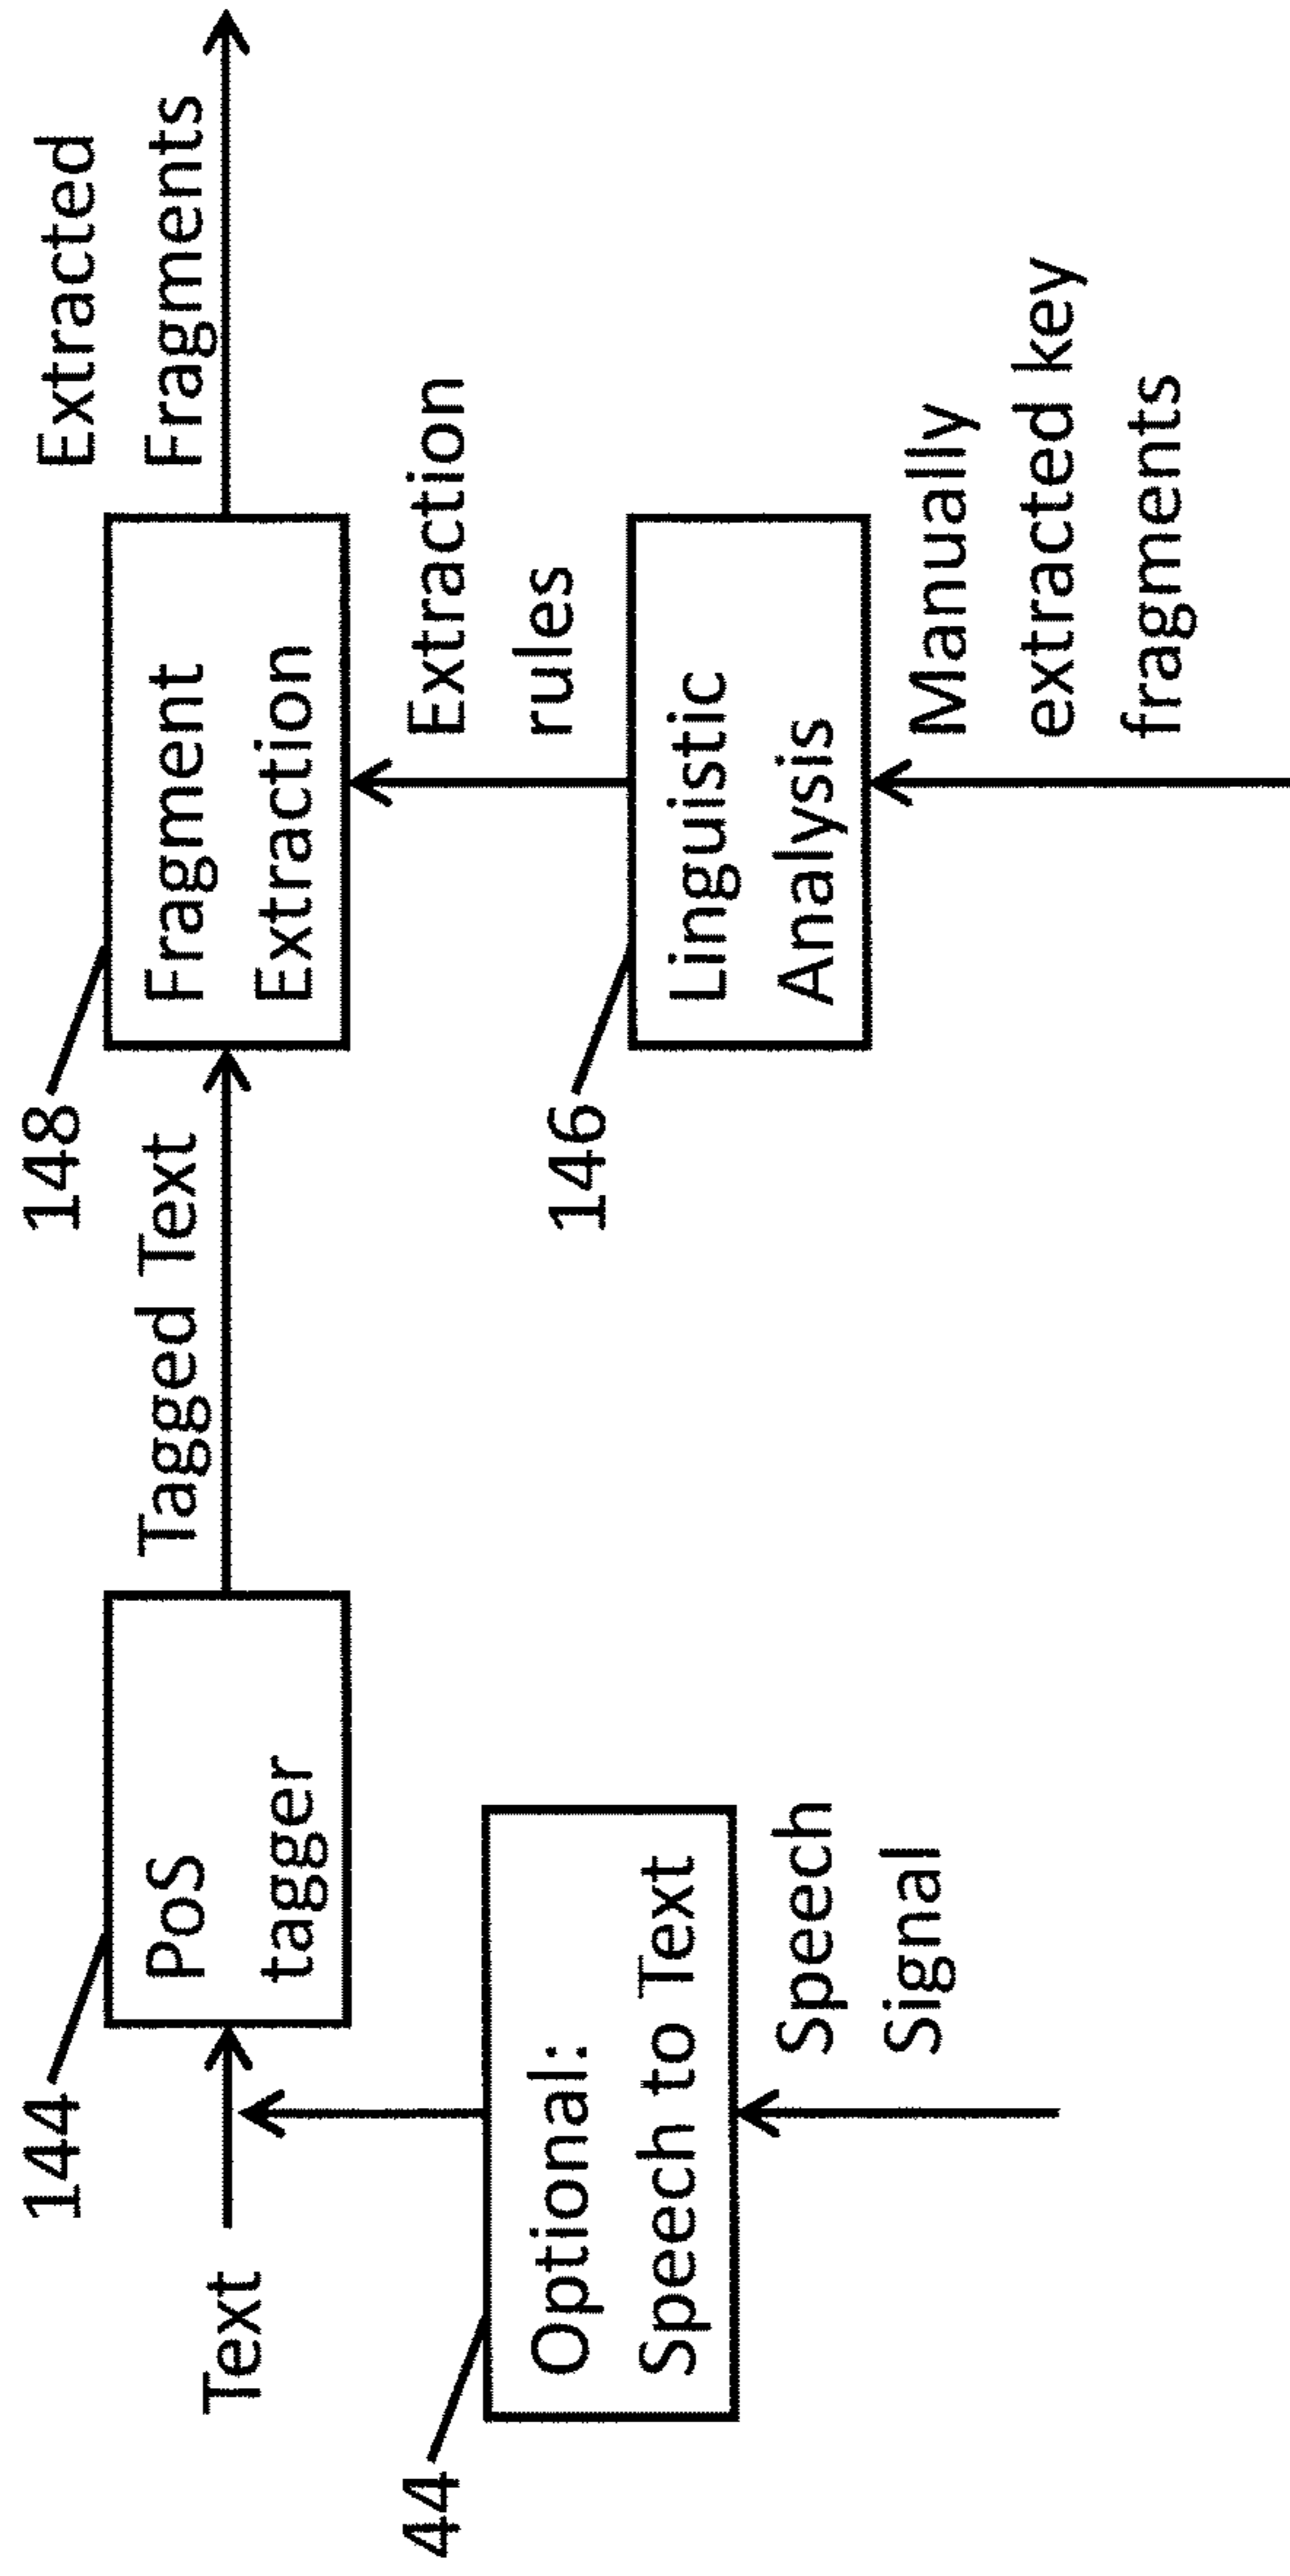 144
148
Extracted
Fragments
Text
PoS
tagger
Tagged Text
Fragment
Extraction
44
Optional:
Speech to Text
Extraction
rules
146
Linguistic
Analysis
Speech
Signal
Manually
extracted key
fragments